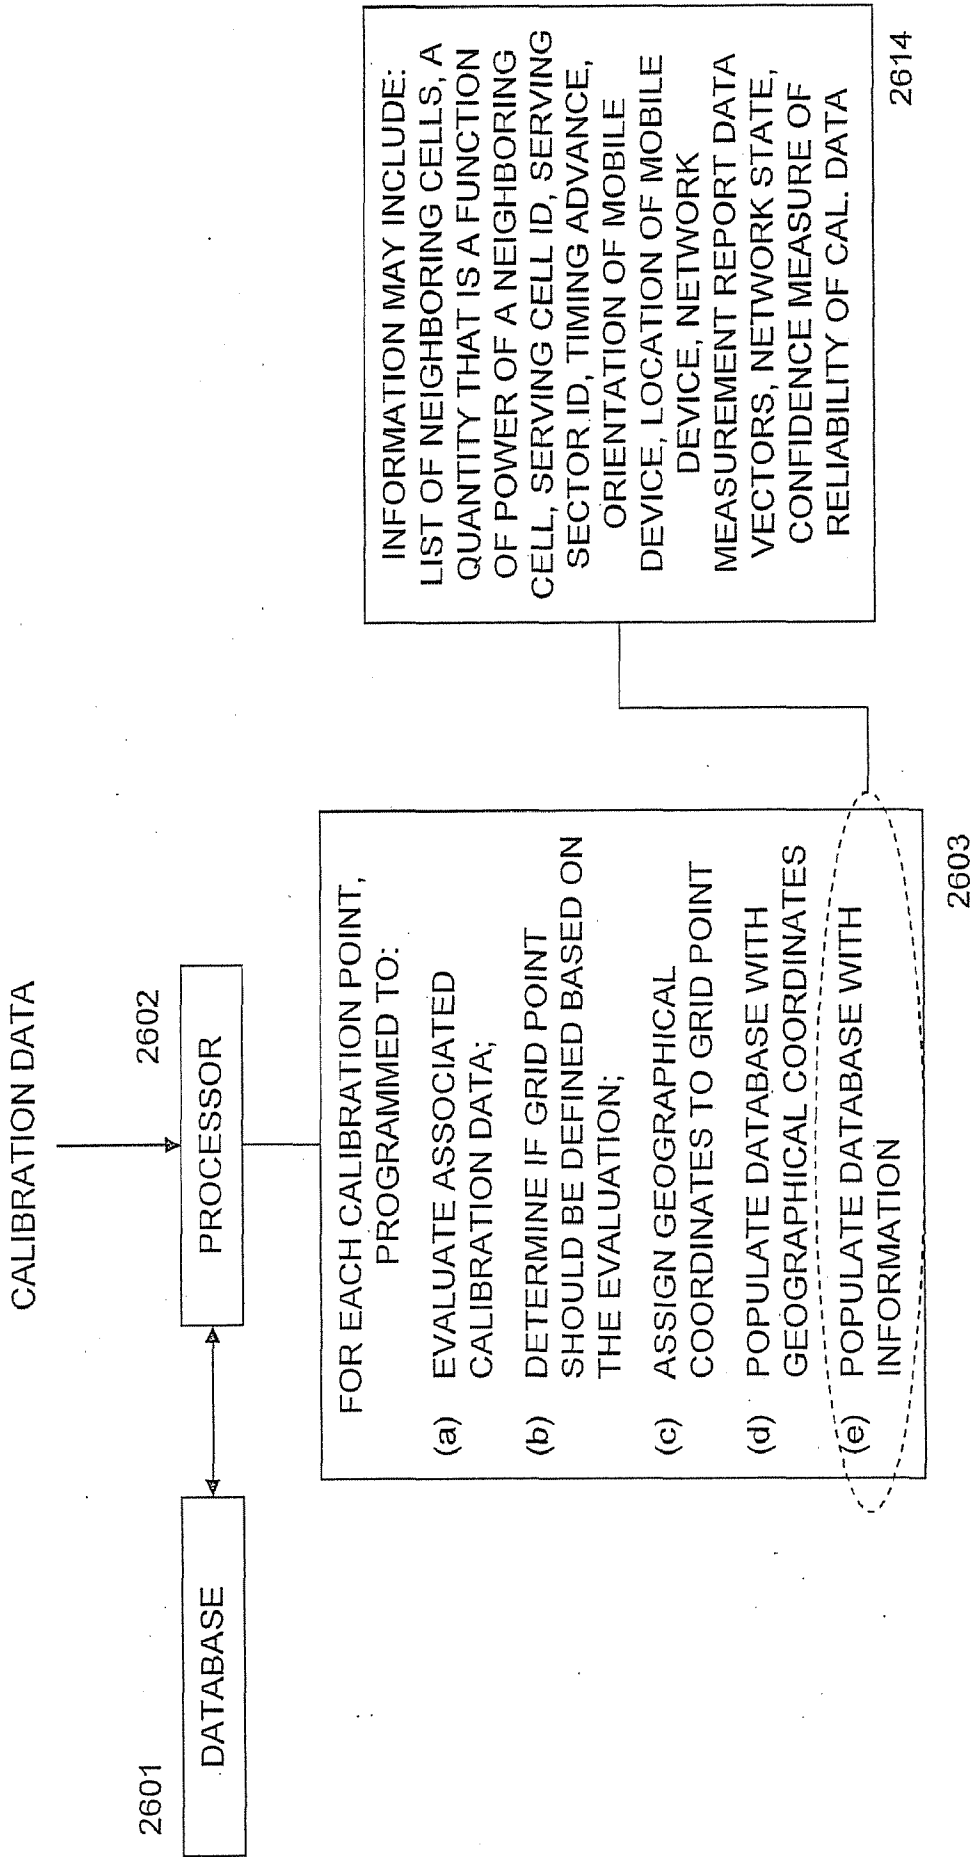 CALIBRATION DATA
2601
DATABASE
2602
PROCESSOR
FOR EACH CALIBRATION POINT,
PROGRAMMED TO:
(a) EVALUATE ASSOCIATED
CALIBRATION DATA;
(b) DETERMINE IF GRID POINT
SHOULD BE DEFINED BASED ON
THE EVALUATION;
(c) ASSIGN GEOGRAPHICAL
COORDINATES TO GRID POINT
(d) POPULATE DATABASE WITH
GEOGRAPHICAL COORDINATES
(e) POPULATE DATABASE WITH
INFORMATION
2603
INFORMATION MAY INCLUDE:
LIST OF NEIGHBORING CELLS, A
QUANTITY THAT IS A FUNCTION
OF POWER OF A NEIGHBORING
CELL, SERVING CELL ID, SERVING
SECTOR ID, TIMING ADVANCE,
ORIENTATION OF MOBILE
DEVICE, LOCATION OF MOBILE
DEVICE, NETWORK
MEASUREMENT REPORT DATA
VECTORS, NETWORK STATE,
CONFIDENCE MEASURE OF
RELIABILITY OF CAL. DATA
2614